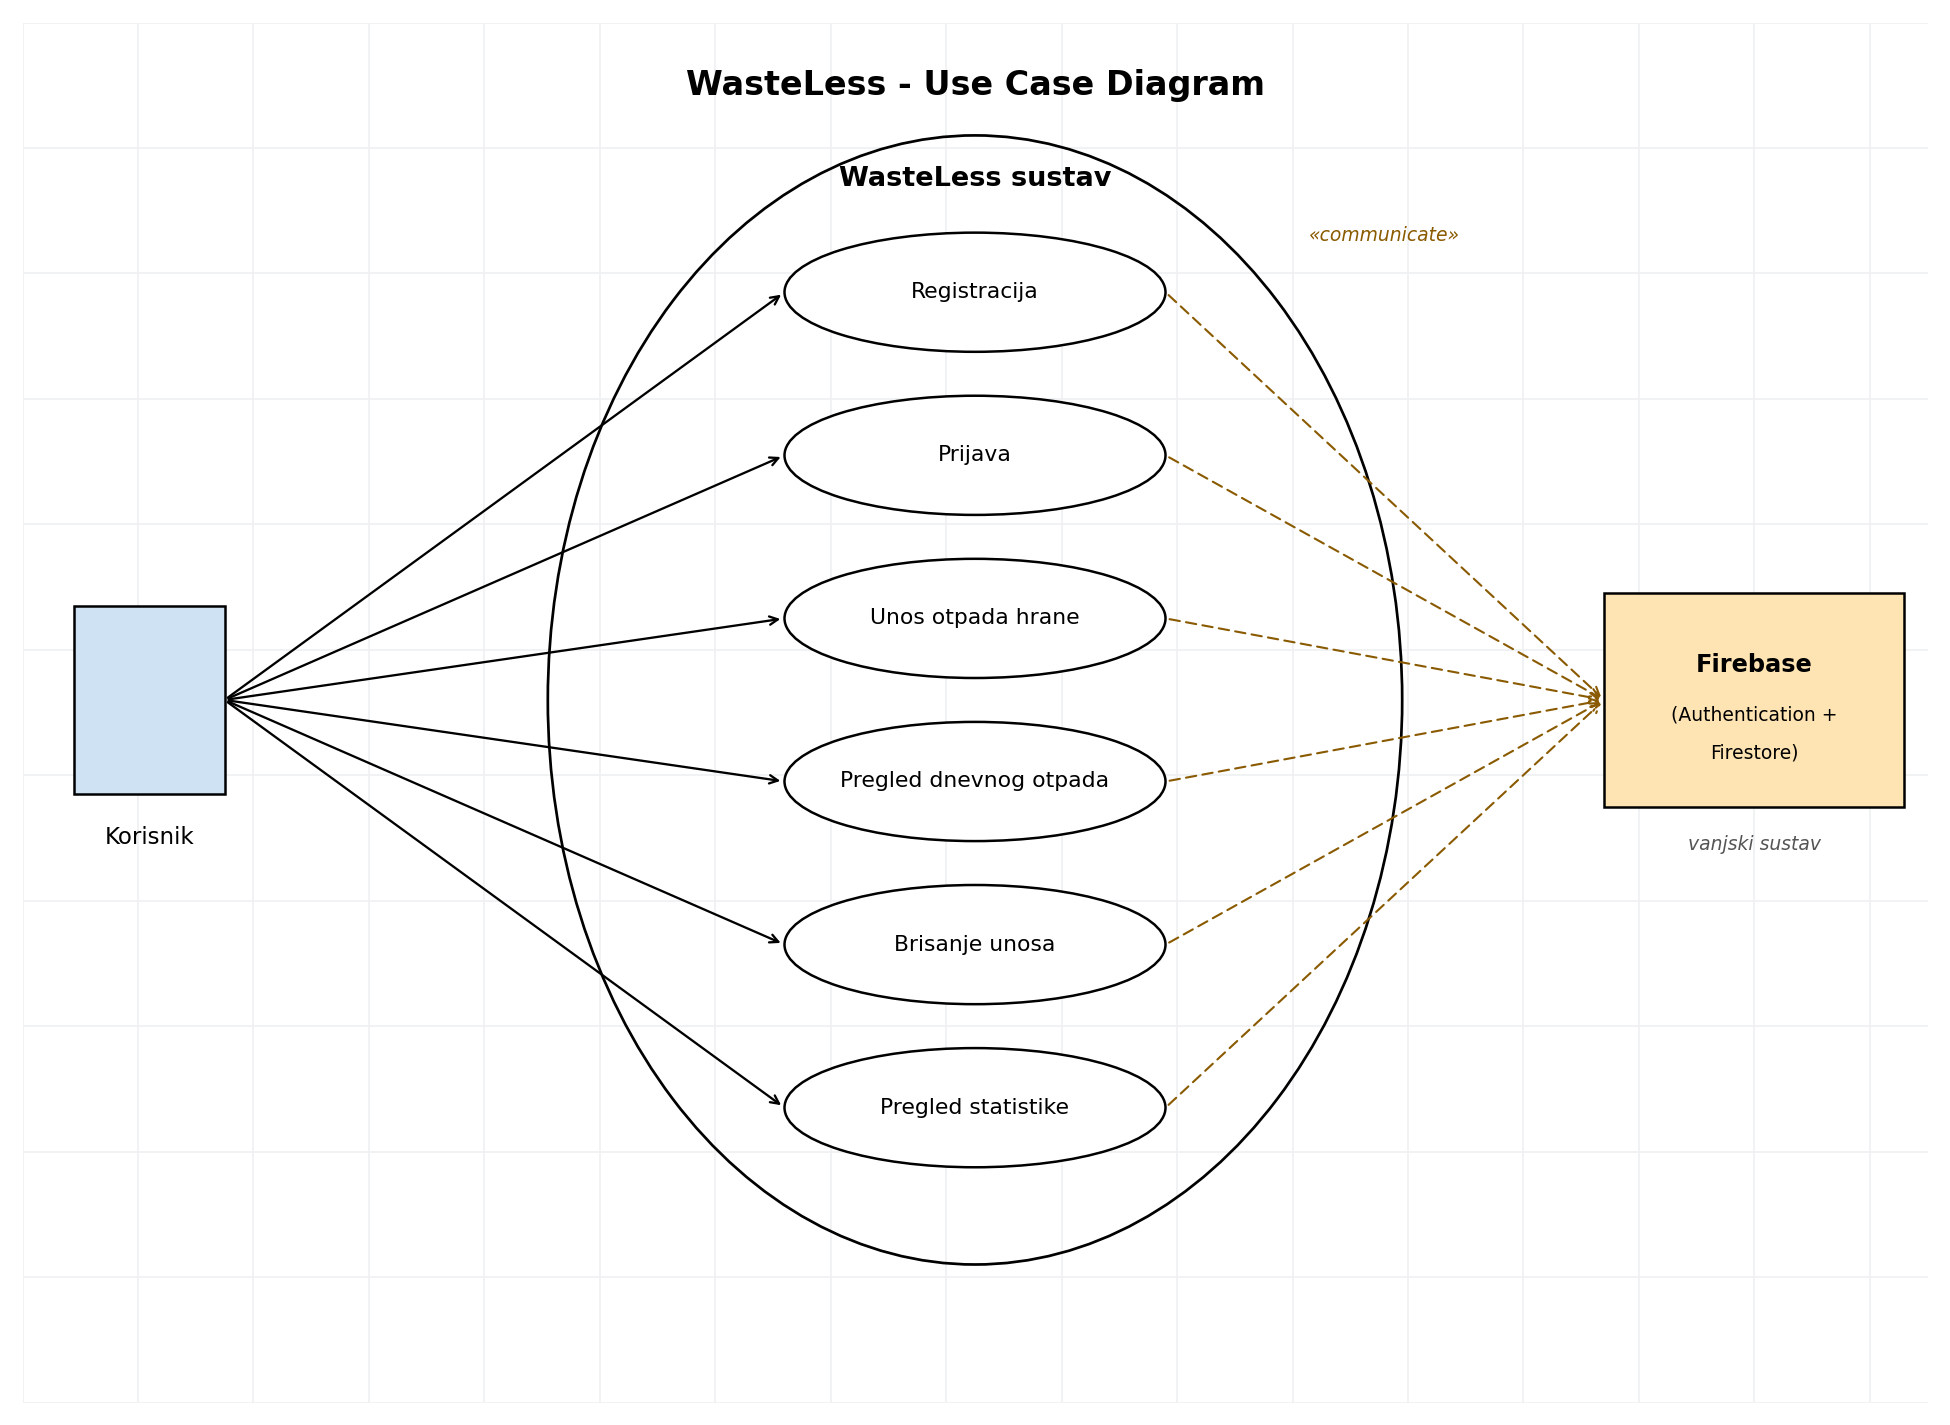 WasteLess - Use Case Diagram
WasteLess sustav
«communicate»
Registracija
Prijava
Unos otpada hrane
Pregled dnevnog otpada
Brisanje unosa
Pregled statistike
Korisnik
Firebase
(Authentication +
Firestore)
vanjski sustav